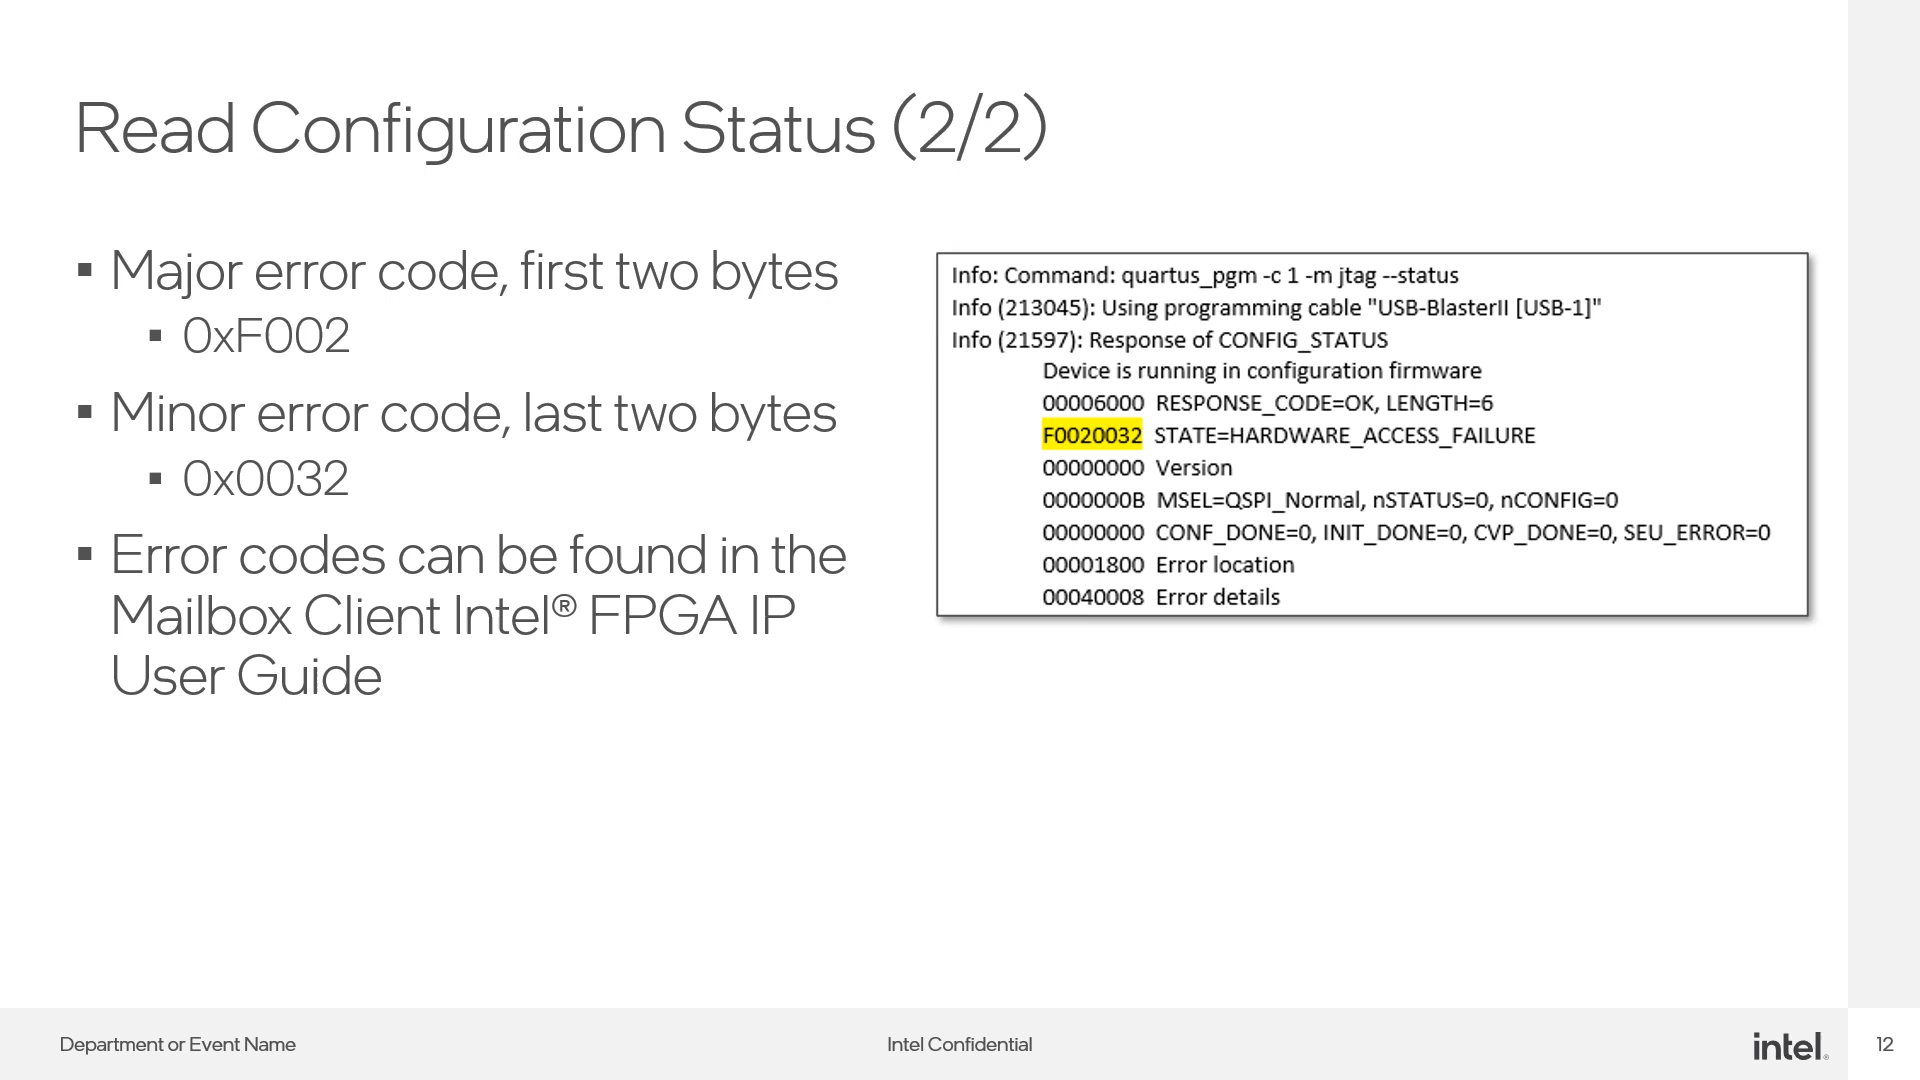 Read Configuration Status (2/2)
▪ Major error code, first two bytes
▪ 0xF002
▪ Minor error code, last two bytes
▪ 0x0032
▪ Error codes can be found in the
Mailbox Client Intel® FPGA IP
User Guide
Info: Command: quartus_pgm -c 1 -m jtag --status
Info (213045): Using programming cable "USB-BlasterII [USB-1]"
Info (21597): Response of CONFIG_STATUS
Device is running in configuration firmware
00006000 RESPONSE_CODE=OK, LENGTH=6
F0020032 STATE=HARDWARE_ACCESS_FAILURE
00000000 Version
0000000B MSEL=QSPI_Normal, nSTATUS=0, nCONFIG=0
00000000 CONF_DONE=0, INIT_DONE=0, CVP_DONE=0, SEU_ERROR=0
00001800 Error location
00040008 Error details
Department or Event Name
Intel Confidential
intel®
12